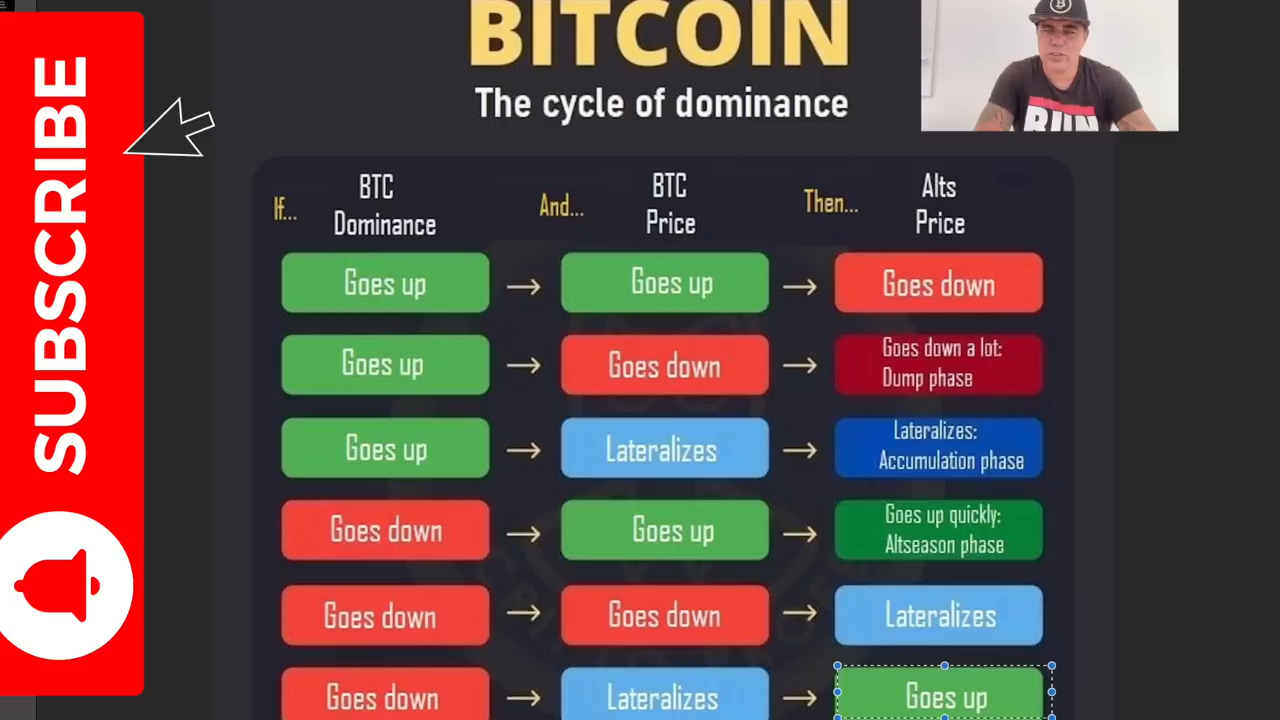 SUBSCRIBE
BITCOIN
The cycle of dominance
If...
BTC
Dominance
And...
BTC
Price
Then...
Alts
Price
Goes up → Goes up → Goes down
Goes up → Goes down → Goes down a lot:
Dump phase
Goes up → Lateralizes → Lateralizes:
Accumulation phase
Goes down → Goes up → Goes up quickly:
Altseason phase
Goes down → Goes down → Lateralizes
Goes down → Lateralizes → Goes up
RUN